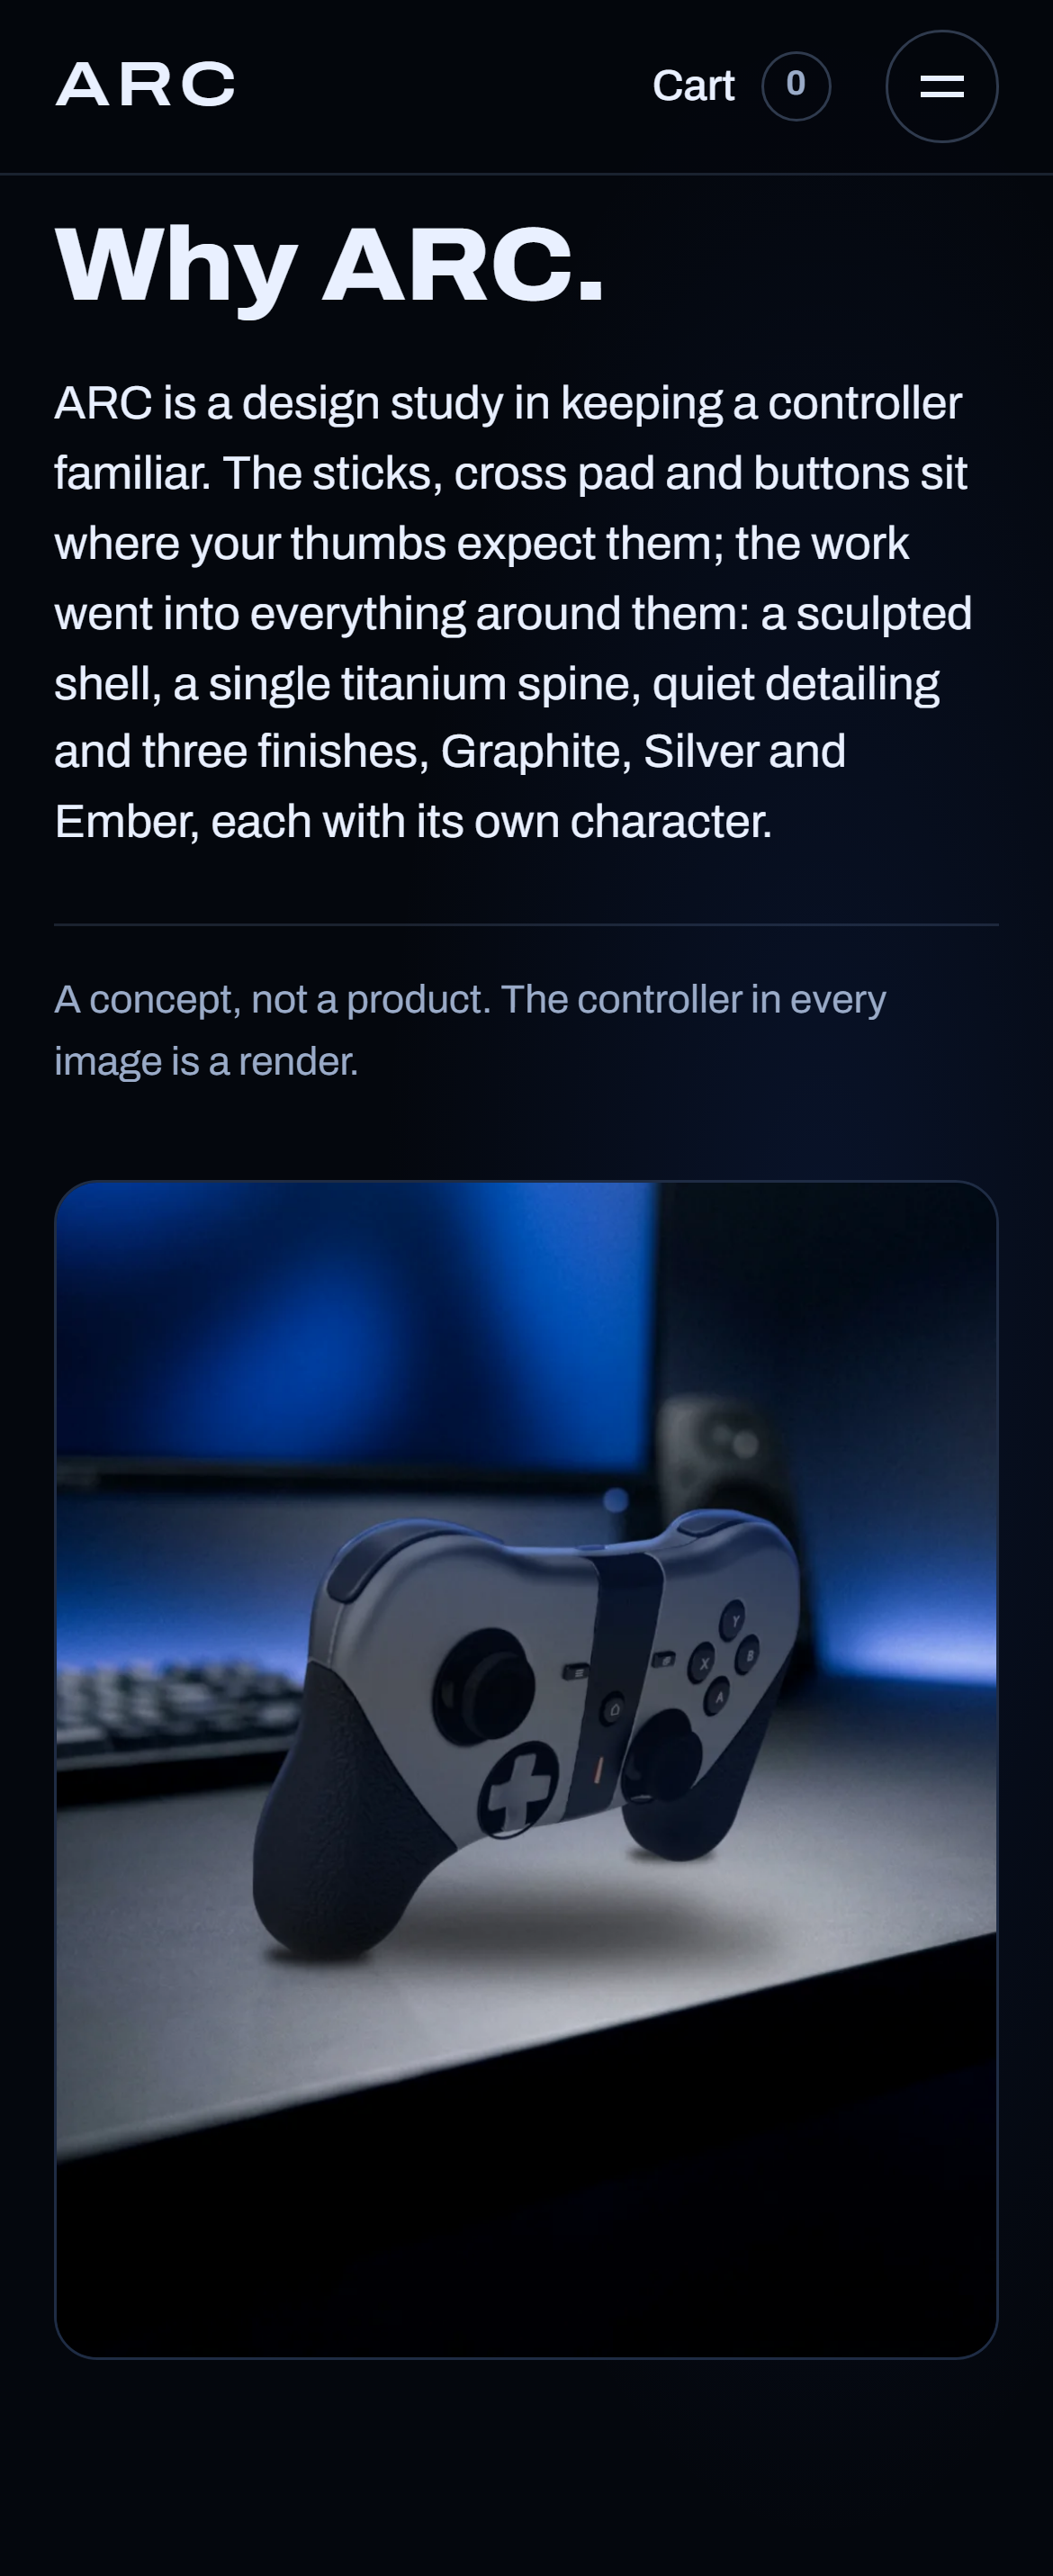 ARC
Cart 0
Why ARC.
ARC is a design study in keeping a controller
familiar. The sticks, cross pad and buttons sit
where your thumbs expect them; the work
went into everything around them: a sculpted
shell, a single titanium spine, quiet detailing
and three finishes, Graphite, Silver and
Ember, each with its own character.
A concept, not a product. The controller in every
image is a render.
Y
X B
A